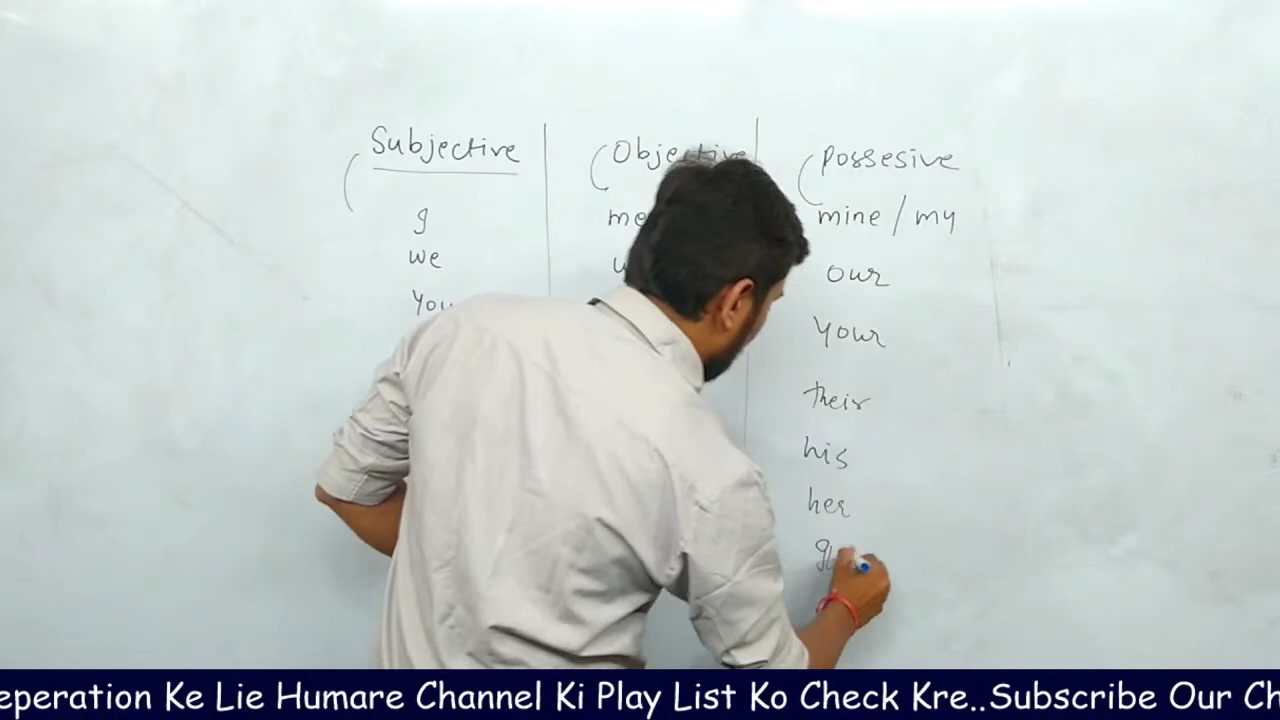 Subjective Objective Possesive
I me mine / my
we our
You your
their
his
her
eperation Ke Lie Humare Channel Ki Play List Ko Check Kre..Subscribe Our Ch